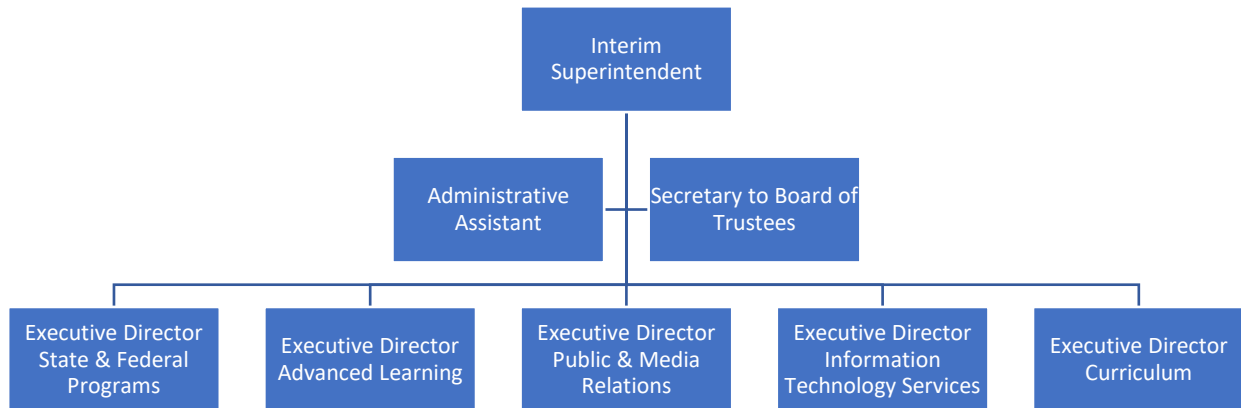 Interim
Superintendent
Administrative
Assistant
Secretary to Board of
Trustees
Executive Director
State & Federal
Programs
Executive Director
Advanced Learning
Executive Director
Public & Media
Relations
Executive Director
Information
Technology Services
Executive Director
Curriculum